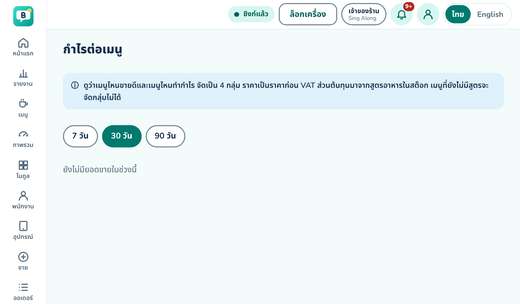 B
ซิงก์แล้ว
ล็อกเครื่อง
เจ้าของร้าน
Sing Along
9+
ไทย
English
หน้าแรก
รายงาน
เมนู
ภาพรวม
โมดูล
พนักงาน
อุปกรณ์
ขาย
ออเดอร์
กำไรต่อเมนู
ดูว่าเมนูไหนขายดีและเมนูไหนทำกำไร จัดเป็น 4 กลุ่ม ราคาเป็นราคาก่อน VAT ส่วนต้นทุนมาจากสูตรอาหารในสต็อก เมนูที่ยังไม่มีสูตรจะ
จัดกลุ่มไม่ได้
7 วัน
30 วัน
90 วัน
ยังไม่มียอดขายในช่วงนี้